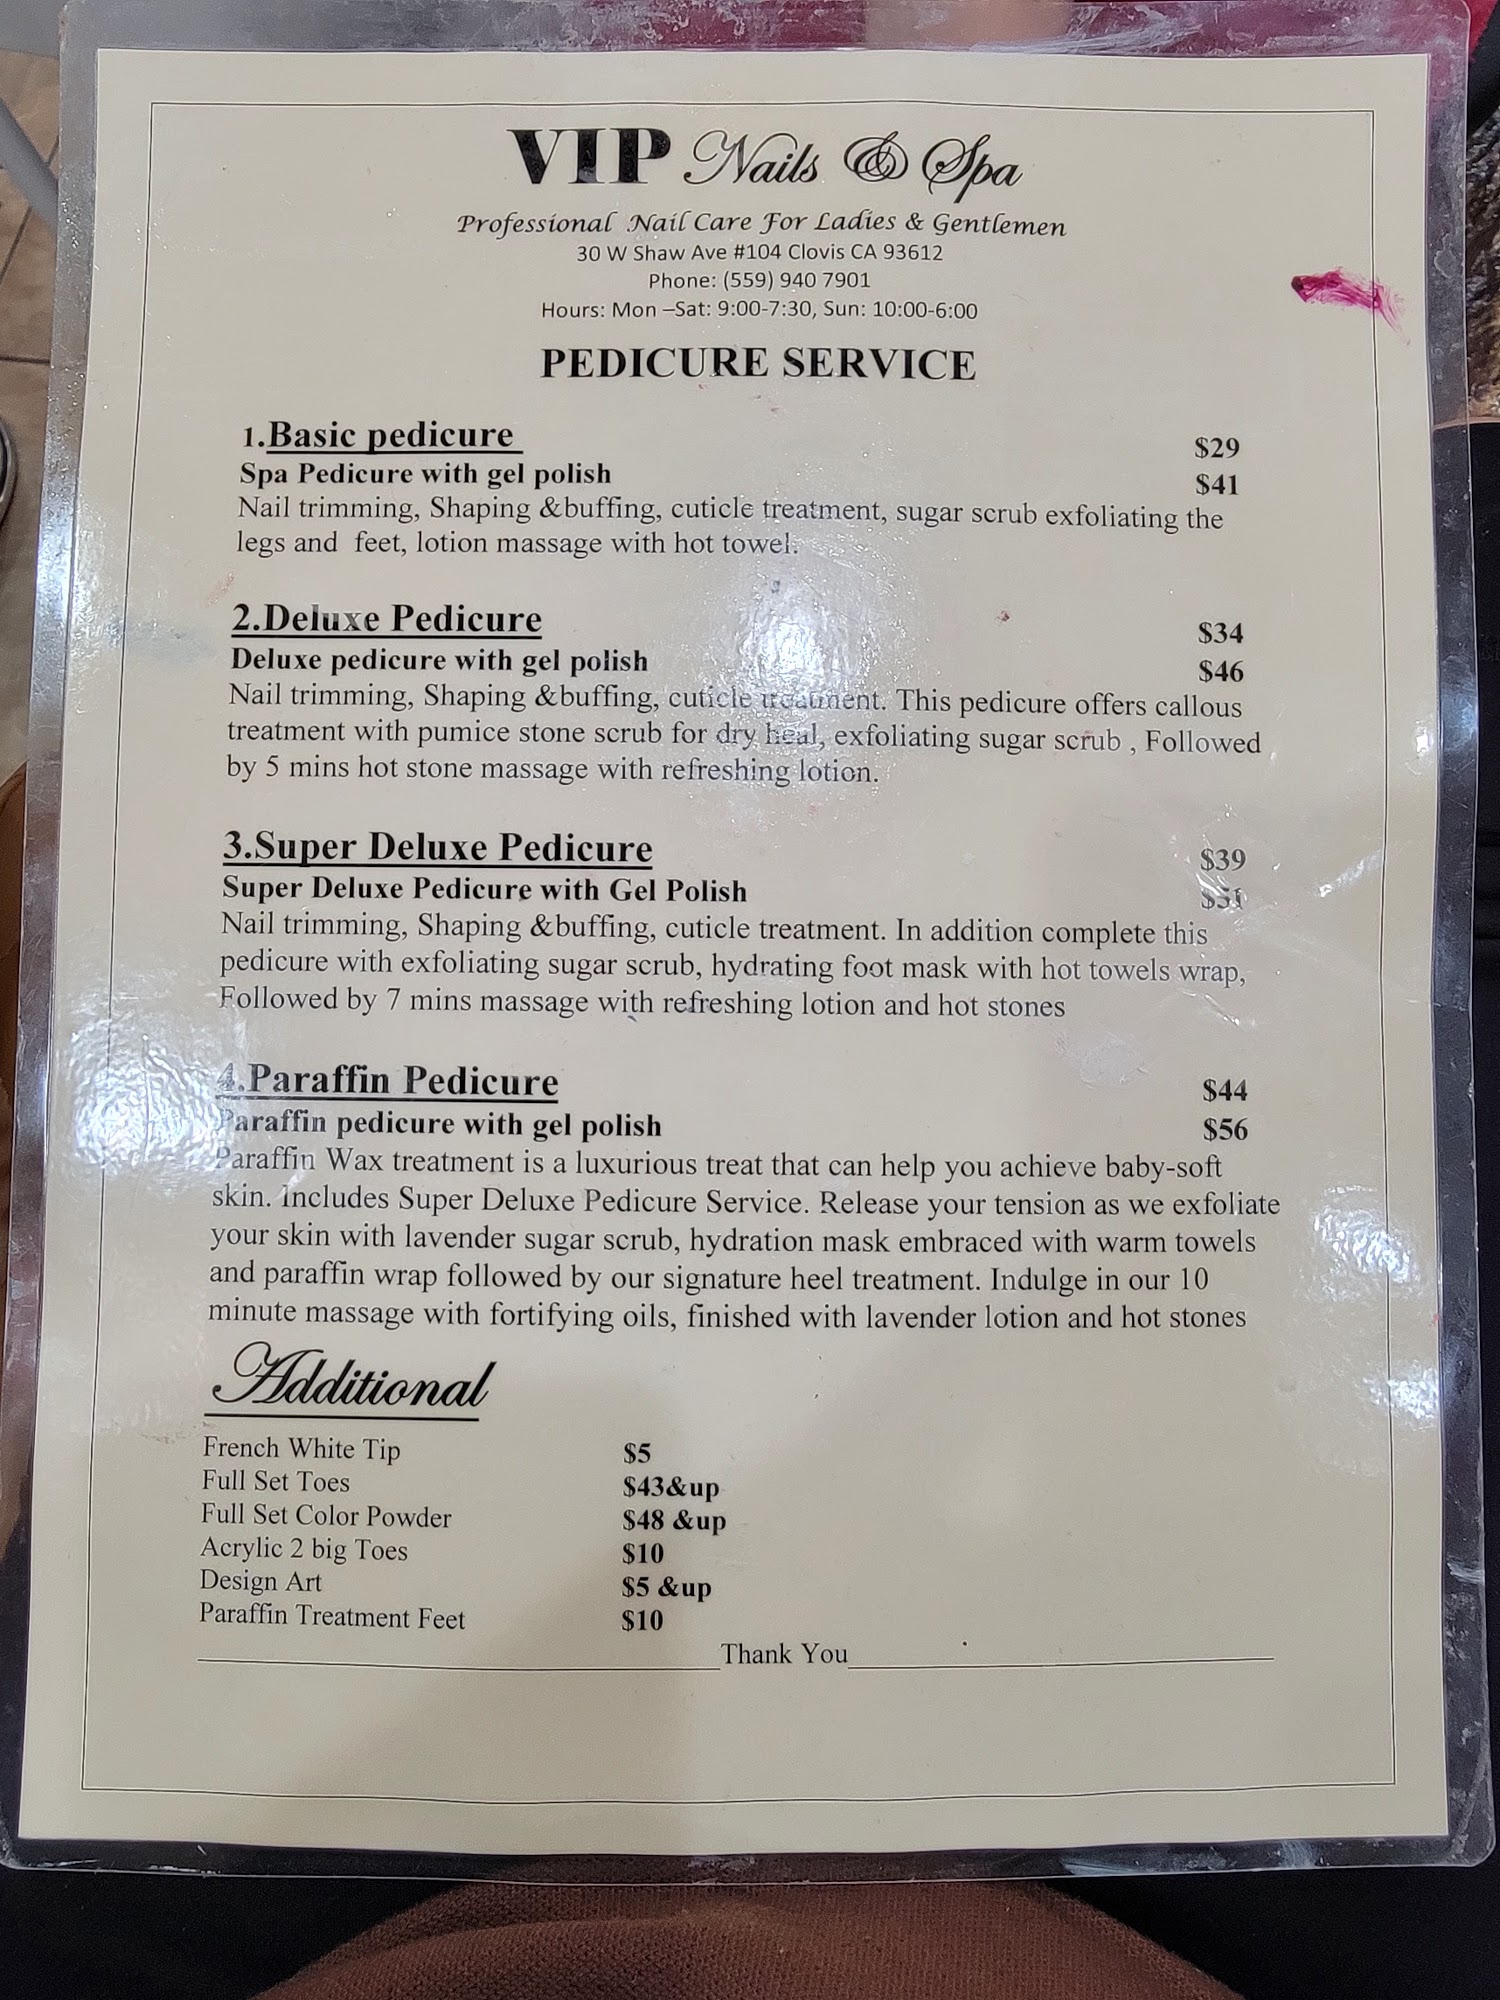 VIP Nails & Spa
Professional Nail Care For Ladies & Gentlemen
30 W Shaw Ave #104 Clovis CA 93612
Phone: (559) 940 7901
Hours: Mon –Sat: 9:00-7:30, Sun: 10:00-6:00
PEDICURE SERVICE
1.Basic pedicure $29
Spa Pedicure with gel polish $41
Nail trimming, Shaping &buffing, cuticle treatment, sugar scrub exfoliating the
legs and feet, lotion massage with hot towel.
2.Deluxe Pedicure $34
Deluxe pedicure with gel polish $46
Nail trimming, Shaping &buffing, cuticle treatment. This pedicure offers callous
treatment with pumice stone scrub for dry heal, exfoliating sugar scrub , Followed
by 5 mins hot stone massage with refreshing lotion.
3.Super Deluxe Pedicure $39
Super Deluxe Pedicure with Gel Polish $51
Nail trimming, Shaping &buffing, cuticle treatment. In addition complete this
pedicure with exfoliating sugar scrub, hydrating foot mask with hot towels wrap,
Followed by 7 mins massage with refreshing lotion and hot stones
4.Paraffin Pedicure $44
Paraffin pedicure with gel polish $56
Paraffin Wax treatment is a luxurious treat that can help you achieve baby-soft
skin. Includes Super Deluxe Pedicure Service. Release your tension as we exfoliate
your skin with lavender sugar scrub, hydration mask embraced with warm towels
and paraffin wrap followed by our signature heel treatment. Indulge in our 10
minute massage with fortifying oils, finished with lavender lotion and hot stones
Additional
French White Tip $5
Full Set Toes $43&up
Full Set Color Powder $48 &up
Acrylic 2 big Toes $10
Design Art $5 &up
Paraffin Treatment Feet $10
Thank You